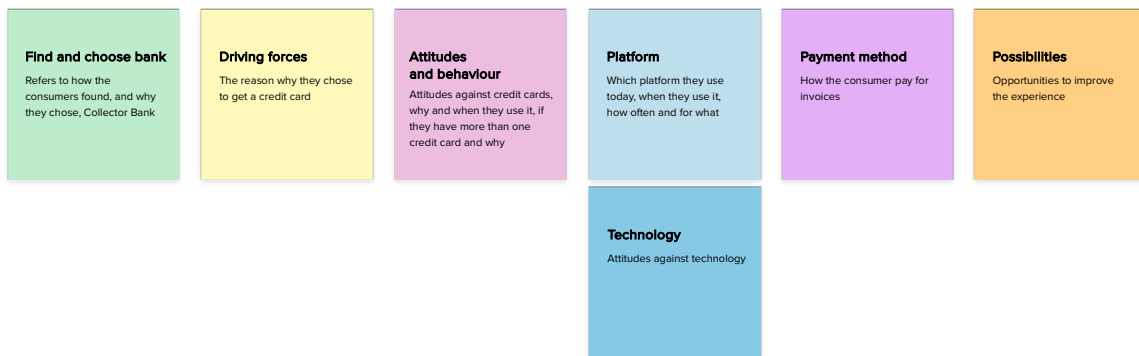 Find and choose bank
Refers to how the
consumers found, and why
they chose, Collector Bank
Driving forces
The reason why they chose
to get a credit card
Attitudes
and behaviour
Attitudes against credit cards,
why and when they use it, if
they have more than one
credit card and why
Platform
Which platform they use
today, when they use it,
how often and for what
Payment method
How the consumer pay for
invoices
Possibilities
Opportunities to improve
the experience
Technology
Attitudes against technology